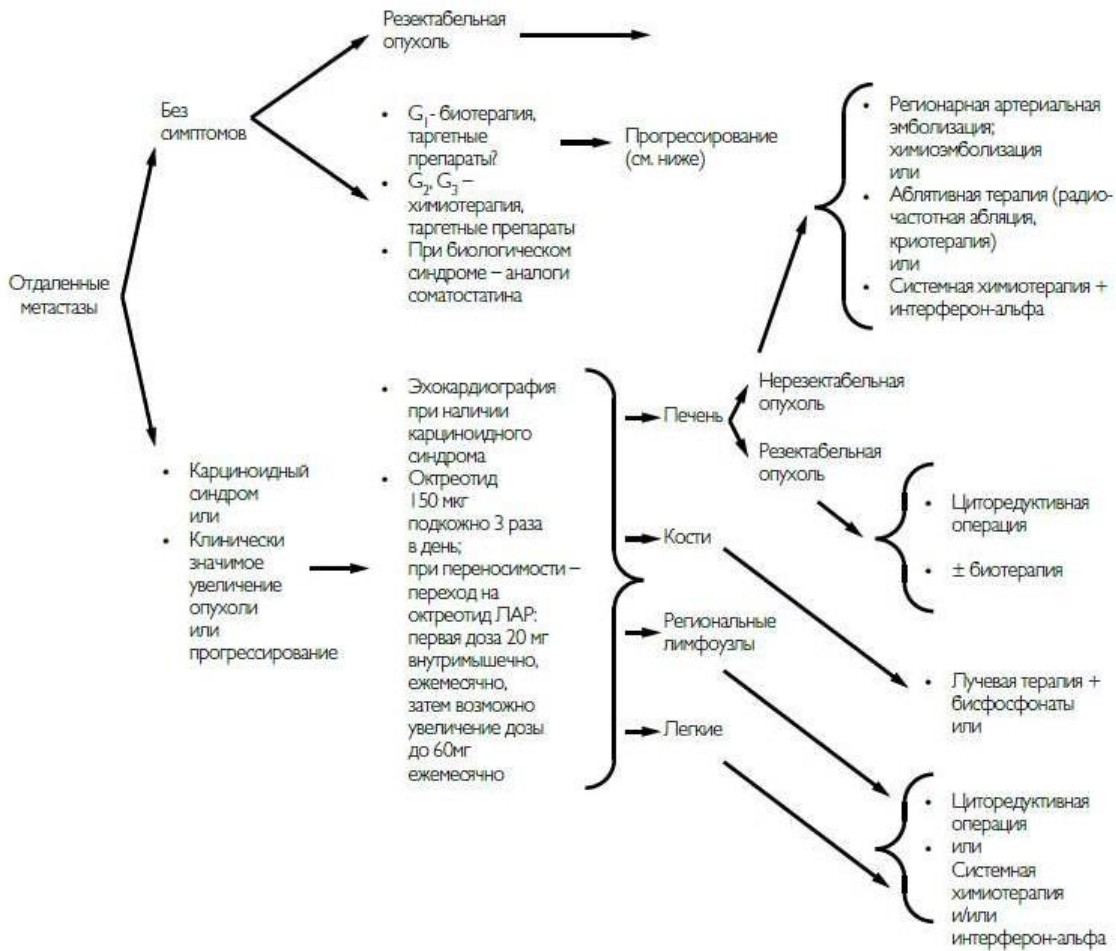 Резектабельная
опухоль
Без
симптомов
• G1- биотерапия,
таргетные
препараты?
• G2, G3 –
химиотерапия,
таргетные препараты
• При биологическом
синдроме – аналоги
соматостатина
Прогрессирование
(см. ниже)
• Регионарная артериальная
эмболизация;
химиоэмболизация
или
• Аблятивная терапия (радио-
частотная абляция,
криотерапия)
или
• Системная химиотерапия +
интерферон-альфа
Отдаленные
метастазы
• Карциноидный
синдром
или
• Клинически
значимое
увеличение
опухоли
или
прогрессирование
• Эхокардиография
при наличии
карциноидного
синдрома
• Октреотид
150 мкг
подкожно 3 раза
в день;
при переносимости –
переход на
октреотид ЛАР:
первая доза 20 мг
внутримышечно,
ежемесячно,
затем возможно
увеличение дозы
до 60мг
ежемесячно
Печень
Нерезектабельная
опухоль
Резектабельная
опухоль
• Циторедуктивная
операция
• ± биотерапия
Кости
• Лучевая терапия +
бисфосфонаты
или
Региональные
лимфоузлы
Легкие
• Циторедуктивная
операция
• или
Системная
химиотерапия
и/или
интерферон-альфа